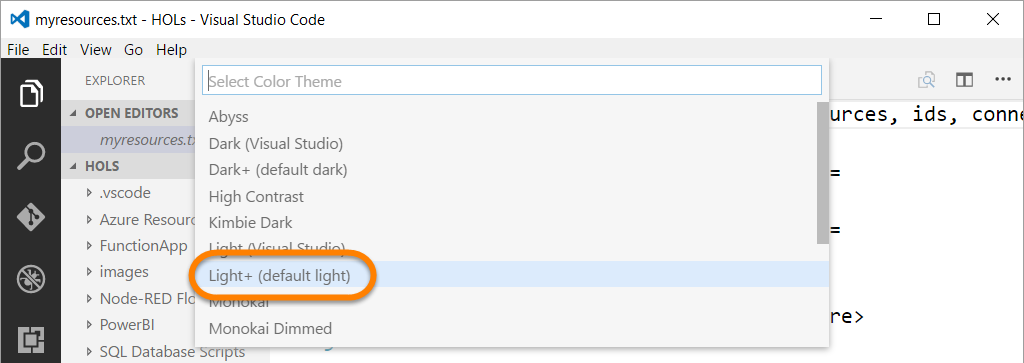 myresources.txt - HOLs - Visual Studio Code
File Edit View Go Help
EXPLORER
OPEN EDITORS
myresources.tx
HOLS
.vscode
Azure Resourc
FunctionApp
images
Node-RED Flo
PowerBI
SQL Database Scripts
Select Color Theme
Abyss
Dark (Visual Studio)
Dark+ (default dark)
High Contrast
Kimbie Dark
Light (Visual Studio)
Light+ (default light)
Monokai
Monokai Dimmed
urces, ids, conne
=
=
re>